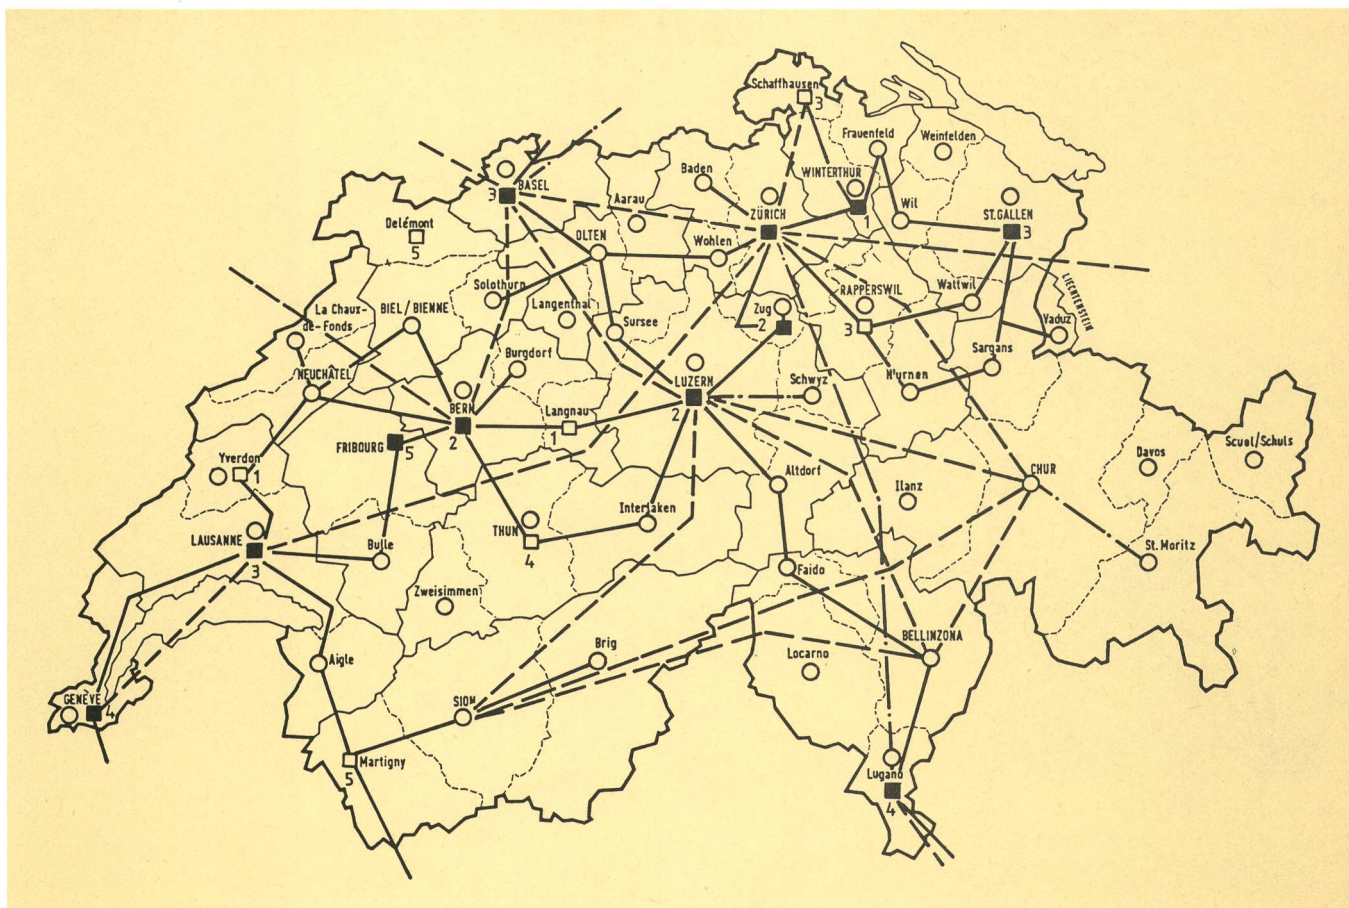 Schaffhausen
3
Frauenfeld
Weinfelden
BASEL
3
Baden
Aarau
WINTERTHUR
1
ZÜRICH
Wil
ST.GALLEN
3
Delémont
5
OLTEN
Wohlen
Solothurn
Langenthal
La Chaux-
de-Fonds
BIEL/BIENNE
Sursee
Zug
2
RAPPERSWIL
3
Wattwil
LIECHTENSTEIN
Vaduz
Sargans
Burgdorf
NEUCHÂTEL
BERN
2
Langnau
1
LUZERN
2
Schwyz
N'urnen
FRIBOURG
5
Yverdon
1
Altdorf
Ilanz
CHUR
Davos
Scuol/Schuls
Interlaken
THUN
4
LAUSANNE
3
Bulle
Faido
St.Moritz
Zweisimmen
Aigle
Brig
Locarno
BELLINZONA
GENÈVE
4
SION
Martigny
5
Lugano
4